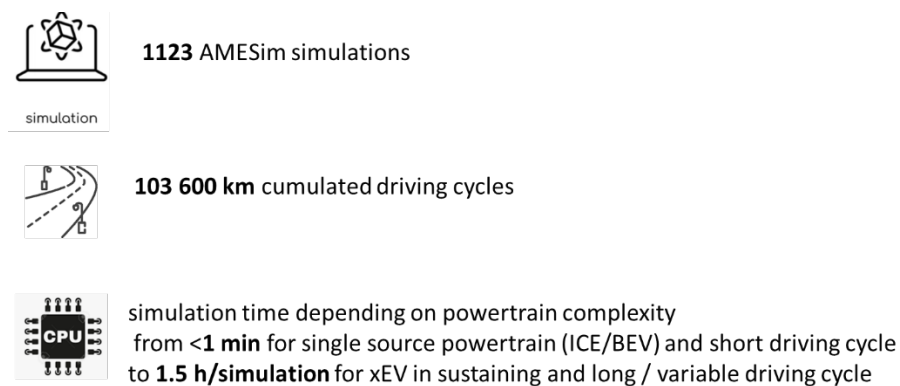 1123 AMESim simulations
simulation
103 600 km cumulated driving cycles
CPU
simulation time depending on powertrain complexity
from <1 min for single source powertrain (ICE/BEV) and short driving cycle
to 1.5 h/simulation for xEV in sustaining and long / variable driving cycle